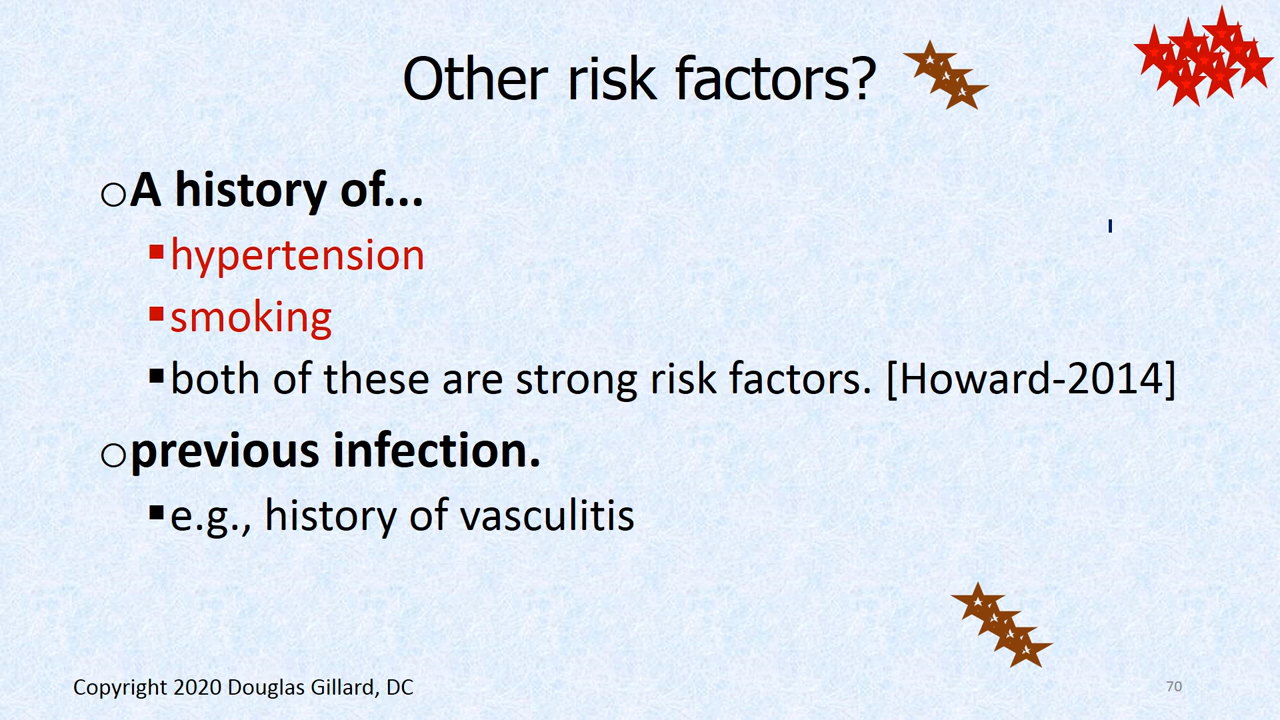 Other risk factors?
A history of...
hypertension
smoking
both of these are strong risk factors. [Howard-2014]
previous infection.
e.g., history of vasculitis
Copyright 2020 Douglas Gillard, DC
70